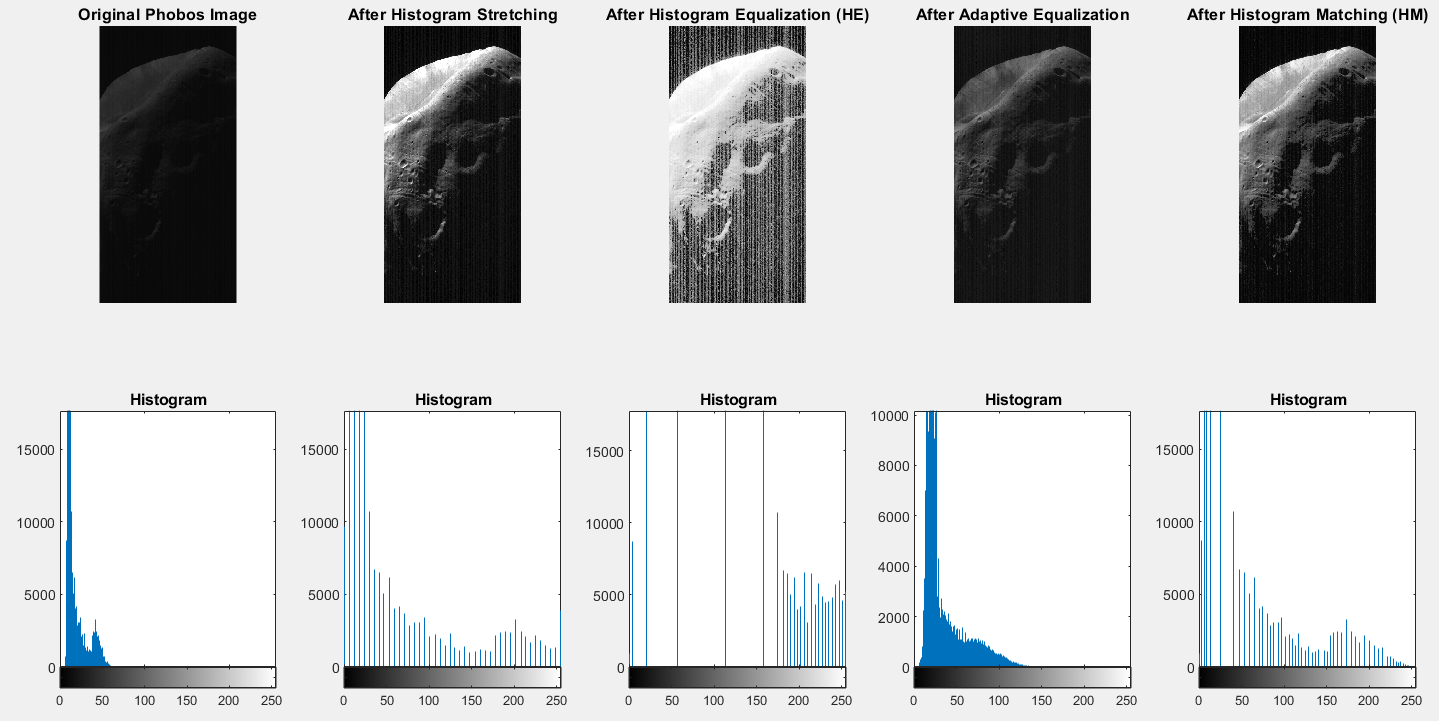 Original Phobos Image
After Histogram Stretching
After Histogram Equalization (HE)
After Adaptive Equalization
After Histogram Matching (HM)
Histogram
15000
10000
5000
0
0 50 100 150 200 250
Histogram
15000
10000
5000
0
0 50 100 150 200 250
Histogram
15000
10000
5000
0
0 50 100 150 200 250
Histogram
10000
8000
6000
4000
2000
0
0 50 100 150 200 250
Histogram
15000
10000
5000
0
0 50 100 150 200 250